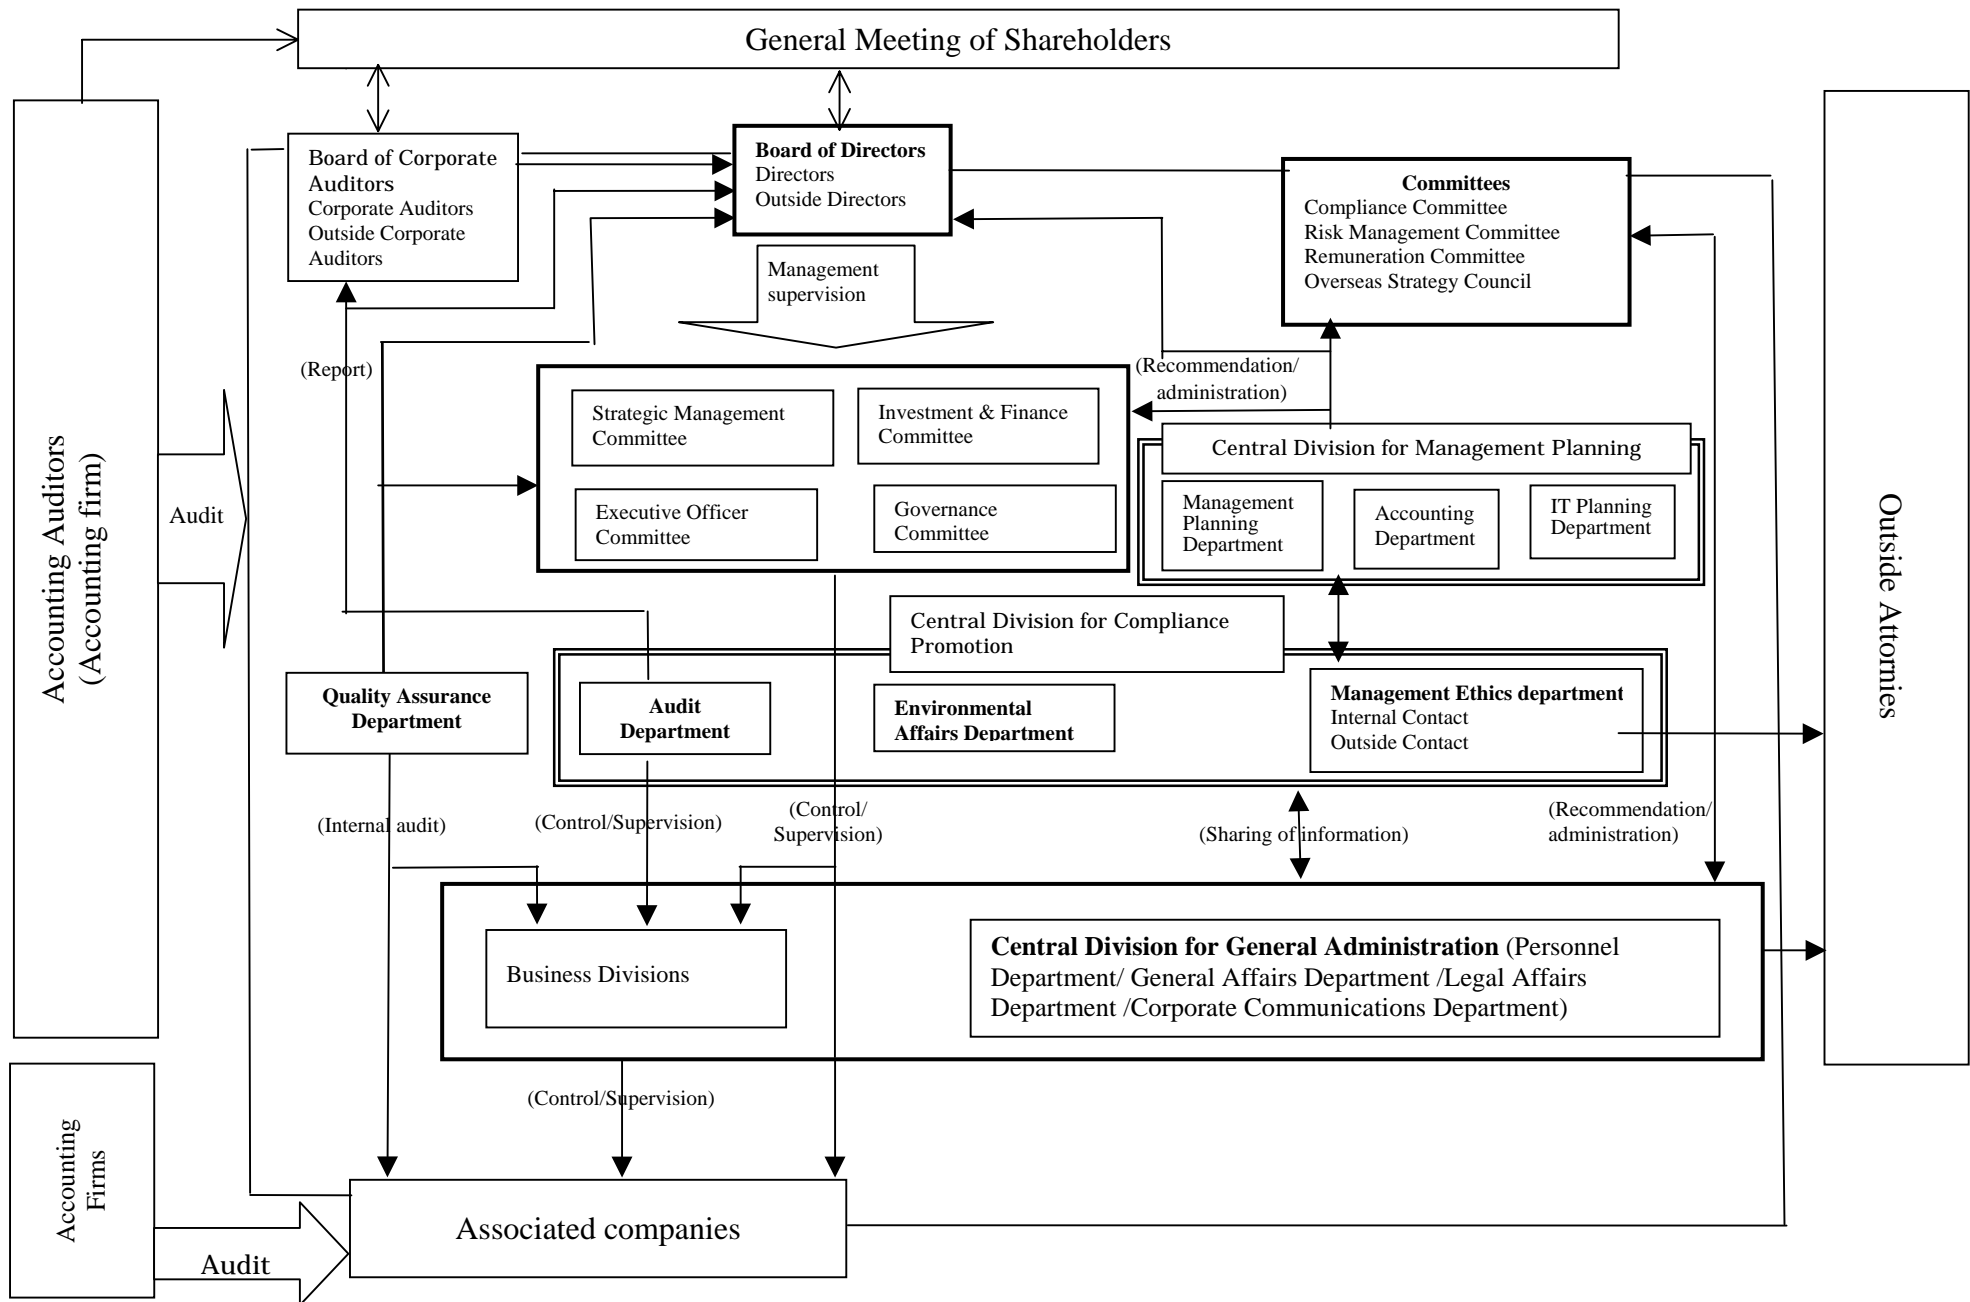 General Meeting of Shareholders
Accounting Auditors
(Accounting firm)
Board of Corporate
Auditors
Corporate Auditors
Outside Corporate
Auditors
Board of Directors
Directors
Outside Directors
Committees
Compliance Committee
Risk Management Committee
Remuneration Committee
Overseas Strategy Council
Outside Attornies
Management
supervision
(Report)
(Recommendation/
administration)
Strategic Management
Committee
Investment & Finance
Committee
Executive Officer
Committee
Governance
Committee
Central Division for Management Planning
Management
Planning
Department
Accounting
Department
IT Planning
Department
Audit
Central Division for Compliance
Promotion
Quality Assurance
Department
Audit
Department
Environmental
Affairs Department
Management Ethics department
Internal Contact
Outside Contact
(Internal audit)
(Control/Supervision)
(Control/
Supervision)
(Sharing of information)
(Recommendation/
administration)
Business Divisions
Central Division for General Administration (Personnel
Department/ General Affairs Department /Legal Affairs
Department /Corporate Communications Department)
(Control/Supervision)
Accounting
Firms
Audit
Associated companies